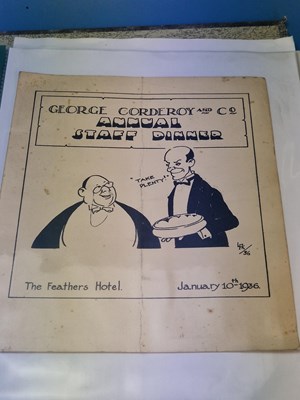 GEORGE CORDEROY AND Cº
ANNUAL
STAFF DINNER
"TAKE
PLENTY!"
The Feathers Hotel.
January 10th 1936.